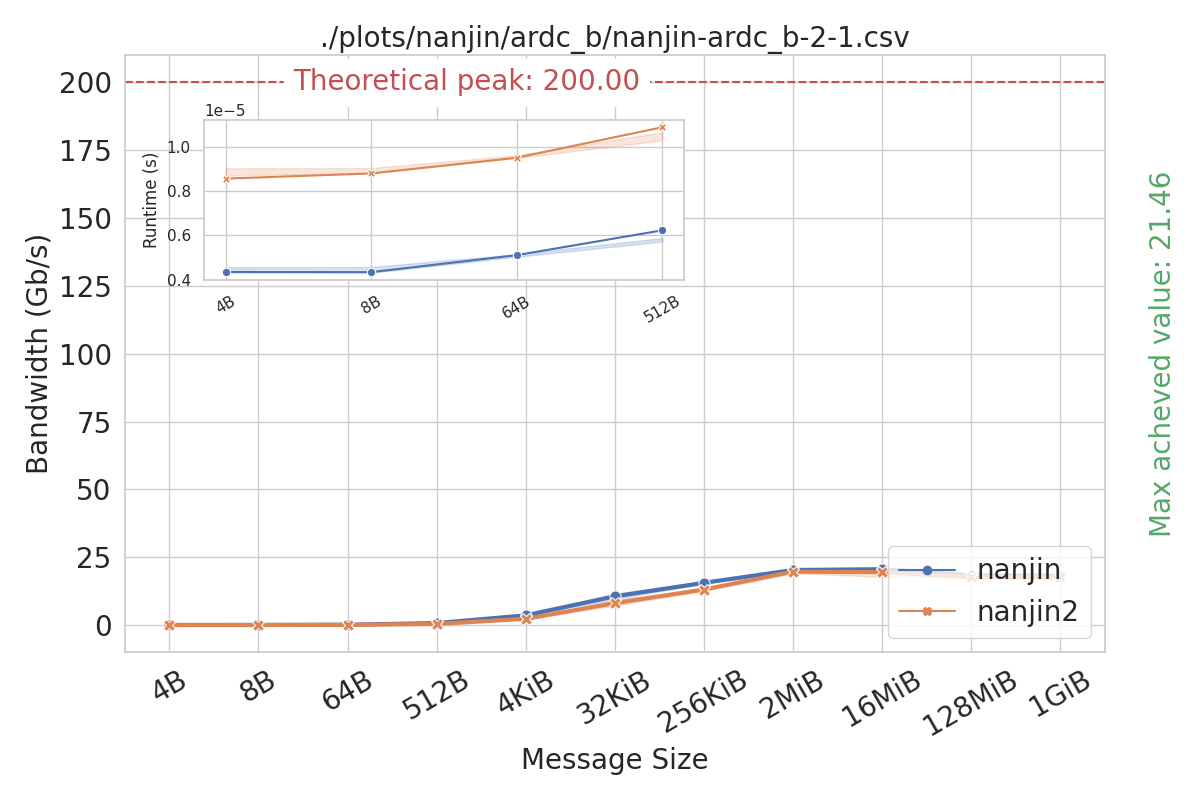 ./plots/nanjin/ardc_b/nanjin-ardc_b-2-1.csv
Theoretical peak: 200.00
1e−5
1.0
0.8
0.6
0.4
Runtime (s)
4B
8B
64B
512B
200
175
150
125
100
75
50
25
0
Bandwidth (Gb/s)
Max acheved value: 21.46
nanjin
nanjin2
4B
8B
64B
512B
4KiB
32KiB
256KiB
2MiB
16MiB
128MiB
1GiB
Message Size